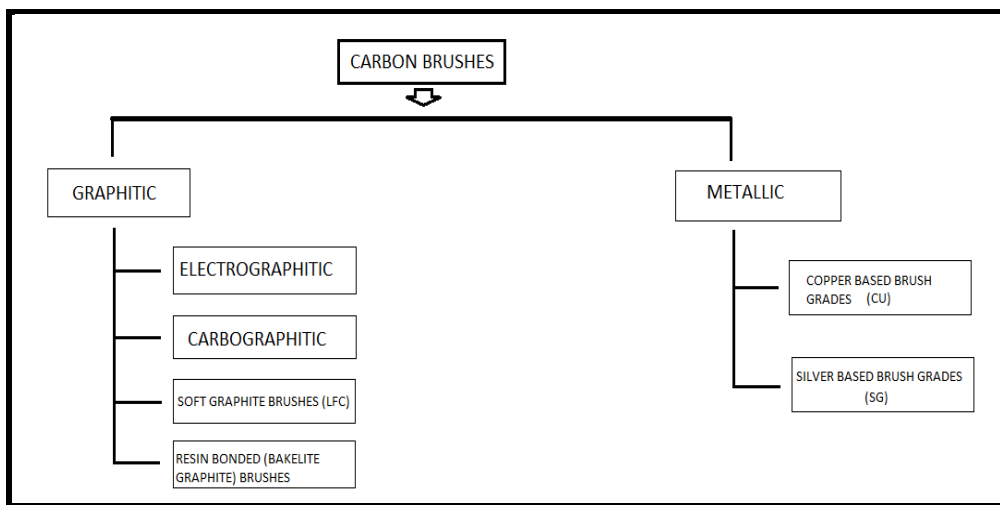 CARBON BRUSHES
GRAPHITIC
METALLIC
ELECTROGRAPHITIC
CARBOGRAPHITIC
SOFT GRAPHITE BRUSHES (LFC)
RESIN BONDED (BAKELITE
GRAPHITE) BRUSHES
COPPER BASED BRUSH
GRADES (CU)
SILVER BASED BRUSH GRADES
(SG)